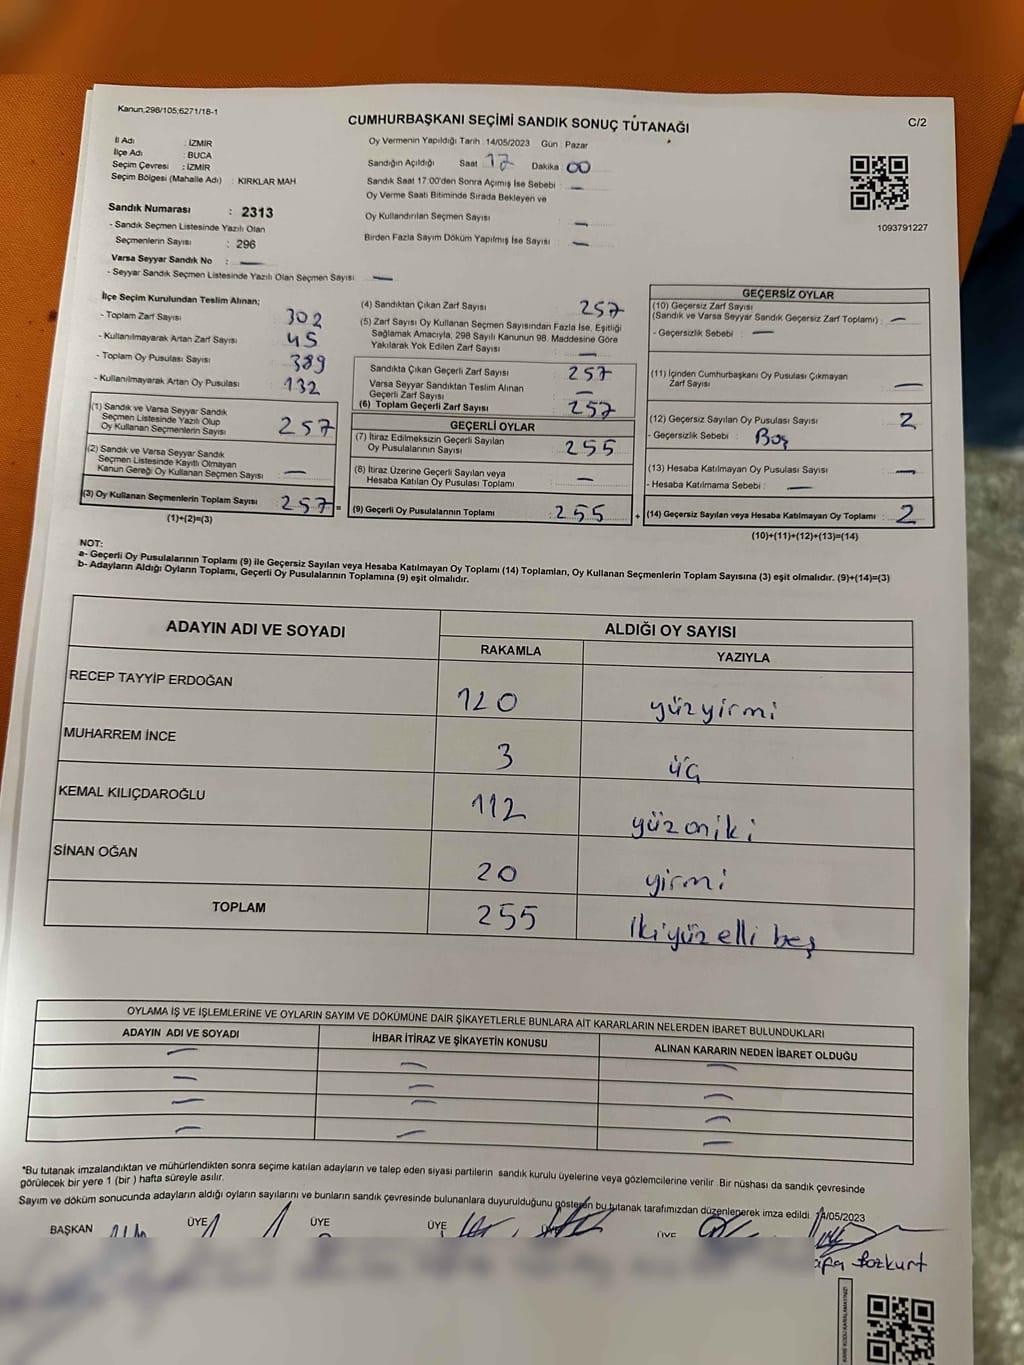 Kanun;298/105;6271/18-1
C/2
CUMHURBAŞKANI SEÇİMİ SANDIK SONUÇ TUTANAĞI
İl Adı : İZMİR
İlçe Adı : BUCA
Seçim Çevresi : İZMİR
Seçim Bölgesi (Mahalle Adı) : KIRKLAR MAH
Sandık Numarası : 2313
- Sandık Seçmen Listesinde Yazılı Olan
Seçmenlerin Sayısı : 296
Varsa Seyyar Sandık No : —
- Seyyar Sandık Seçmen Listesinde Yazılı Olan Seçmen Sayısı —
Oy Vermenin Yapıldığı Tarih : 14/05/2023 Gün : Pazar
Sandığın Açıldığı Saat 17 Dakika : 00
Sandık Saat 17:00'den Sonra Açımış İse Sebebi : —
Oy Verme Saati Bitiminde Sırada Bekleyen ve
Oy Kullandırılan Seçmen Sayısı : —
Birden Fazla Sayım Döküm Yapılmış İse Sayısı : —
1093791227
İlçe Seçim Kurulundan Teslim Alınan;
- Toplam Zarf Sayısı : 302
- Kullanılmayarak Artan Zarf Sayısı : 45
- Toplam Oy Pusulası Sayısı : 389
- Kullanılmayarak Artan Oy Pusulası : 132
(1) Sandık ve Varsa Seyyar Sandık
Seçmen Listesinde Yazılı Olup
Oy Kullanan Seçmenlerin Sayısı : 257
(2) Sandık ve Varsa Seyyar Sandık
Seçmen Listesinde Kayıtlı Olmayan
Kanun Gereği Oy Kullanan Seçmen Sayısı : —
(3) Oy Kullanan Seçmenlerin Toplam Sayısı : 257 =
(1)+(2)=(3)
(4) Sandıktan Çıkan Zarf Sayısı 257
(5) Zarf Sayısı Oy Kullanan Seçmen Sayısından Fazla İse, Eşitliği
Sağlamak Amacıyla, 298 Sayılı Kanunun 98. Maddesine Göre
Yakılarak Yok Edilen Zarf Sayısı : —
Sandıkta Çıkan Geçerli Zarf Sayısı : 257
Varsa Seyyar Sandıktan Teslim Alınan
Geçerli Zarf Sayısı : —
(6) Toplam Geçerli Zarf Sayısı : 257
GEÇERLİ OYLAR
(7) İtiraz Edilmeksizin Geçerli Sayılan
Oy Pusulalarının Sayısı : 255
(8) İtiraz Üzerine Geçerli Sayılan veya
Hesaba Katılan Oy Pusulası Toplamı : —
(9) Geçerli Oy Pusulalarının Toplamı : 255 +
GEÇERSİZ OYLAR
(10) Geçersiz Zarf Sayısı
(Sandık ve Varsa Seyyar Sandık Geçersiz Zarf Toplamı) : —
- Geçersizlik Sebebi : —
(11) İçinden Cumhurbaşkanı Oy Pusulası Çıkmayan
Zarf Sayısı : —
(12) Geçersiz Sayılan Oy Pusulası Sayısı : 2
- Geçersizlik Sebebi : Boş
(13) Hesaba Katılmayan Oy Pusulası Sayısı : —
- Hesaba Katılmama Sebebi : —
(14) Geçersiz Sayılan veya Hesaba Katılmayan Oy Toplamı : 2
(10)+(11)+(12)+(13)=(14)
NOT:
a- Geçerli Oy Pusulalarının Toplamı (9) ile Geçersiz Sayılan veya Hesaba Katılmayan Oy Toplamı (14) Toplamları, Oy Kullanan Seçmenlerin Toplam Sayısına (3) eşit olmalıdır. (9)+(14)=(3)
b- Adayların Aldığı Oyların Toplamı, Geçerli Oy Pusulalarının Toplamına (9) eşit olmalıdır.
ADAYIN ADI VE SOYADI ALDIĞI OY SAYISI
RAKAMLA YAZIYLA
RECEP TAYYİP ERDOĞAN 120 yüzyirmi
MUHARREM İNCE 3 üç
KEMAL KILIÇDAROĞLU 112 yüzoniki
SİNAN OĞAN 20 yirmi
TOPLAM 255 İkiyüz elli beş
OYLAMA İŞ VE İŞLEMLERİNE VE OYLARIN SAYIM VE DÖKÜMÜNE DAİR ŞİKAYETLERLE BUNLARA AİT KARARLARIN NELERDEN İBARET BULUNDUKLARI
ADAYIN ADI VE SOYADI İHBAR İTİRAZ VE ŞİKAYETİN KONUSU ALINAN KARARIN NEDEN İBARET OLDUĞU
— — —
— — —
— — —
— — —
*Bu tutanak imzalandıktan ve mühürlendikten sonra seçime katılan adayların ve talep eden siyasi partilerin sandık kurulu üyelerine veya gözlemcilerine verilir. Bir nüshası da sandık çevresinde
görülecek bir yere 1 (bir ) hafta süreyle asılır.
Sayım ve döküm sonucunda adayların aldığı oyların sayılarını ve bunların sandık çevresinde bulunanlara duyurulduğunu gösteren bu tutanak tarafımızdan düzenlenerek imza edildi. 14/05/2023
BAŞKAN ÜYE ÜYE ÜYE ÜYE
Bozkurt